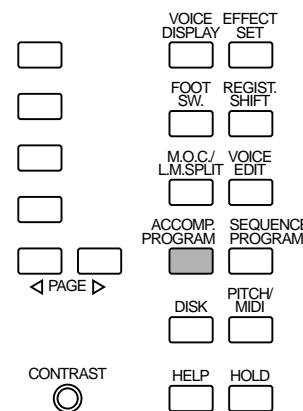 VOICE DISPLAY
EFFECT SET
FOOT SW.
REGIST. SHIFT
M.O.C./ L.M.SPLIT
VOICE EDIT
ACCOMP. PROGRAM
SEQUENCE PROGRAM
◁ PAGE ▷
DISK
PITCH/ MIDI
CONTRAST
HELP
HOLD